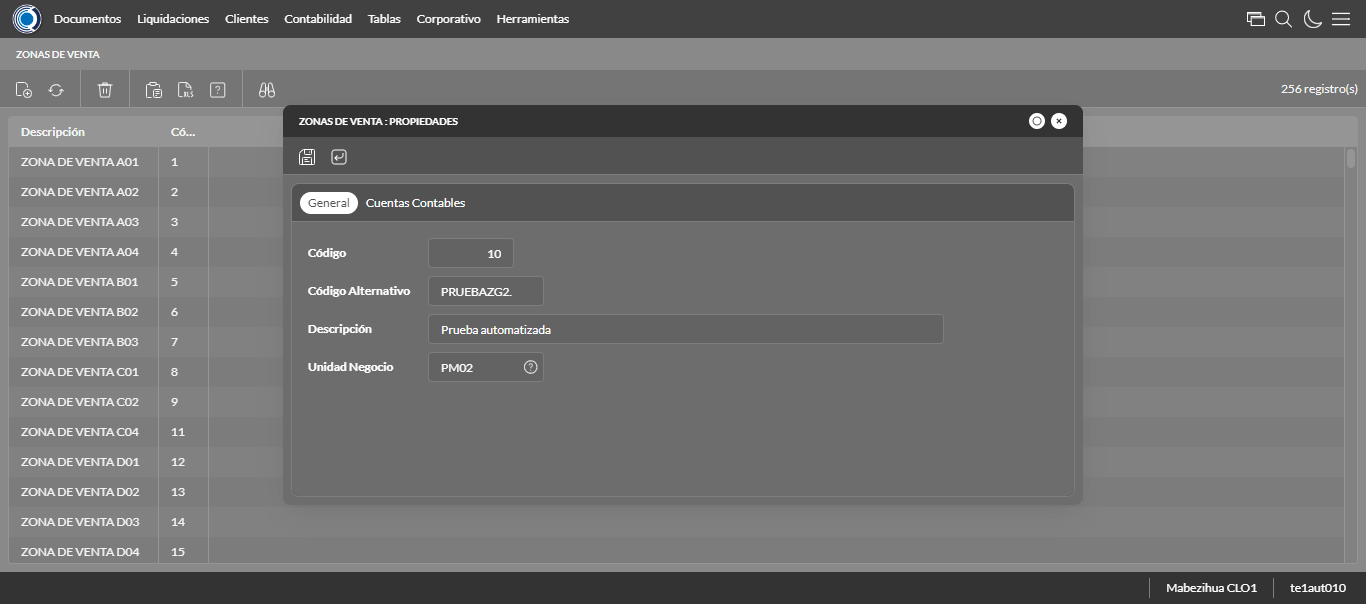 Documentos Liquidaciones Clientes Contabilidad Tablas Corporativo Herramientas
ZONAS DE VENTA
XLS ? 256 registro(s)
Descripción Có...
ZONA DE VENTA A01 1
ZONA DE VENTA A02 2
ZONA DE VENTA A03 3
ZONA DE VENTA A04 4
ZONA DE VENTA B01 5
ZONA DE VENTA B02 6
ZONA DE VENTA B03 7
ZONA DE VENTA C01 8
ZONA DE VENTA C02 9
ZONA DE VENTA C04 11
ZONA DE VENTA D01 12
ZONA DE VENTA D02 13
ZONA DE VENTA D03 14
ZONA DE VENTA D04 15
ZONAS DE VENTA : PROPIEDADES
General Cuentas Contables
Código 10
Código Alternativo PRUEBAZG2.
Descripción Prueba automatizada
Unidad Negocio PM02 ?
Mabezihua CLO1 te1aut010